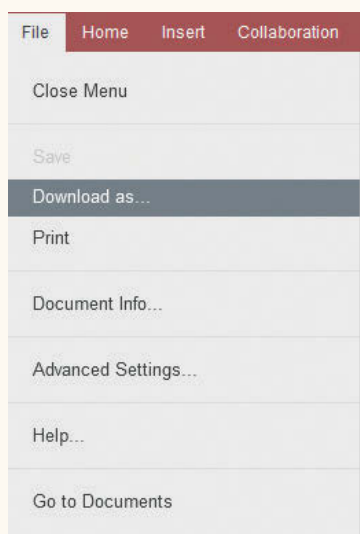 File Home Insert Collaboration
Close Menu
Save
Download as...
Print
Document Info...
Advanced Settings...
Help...
Go to Documents